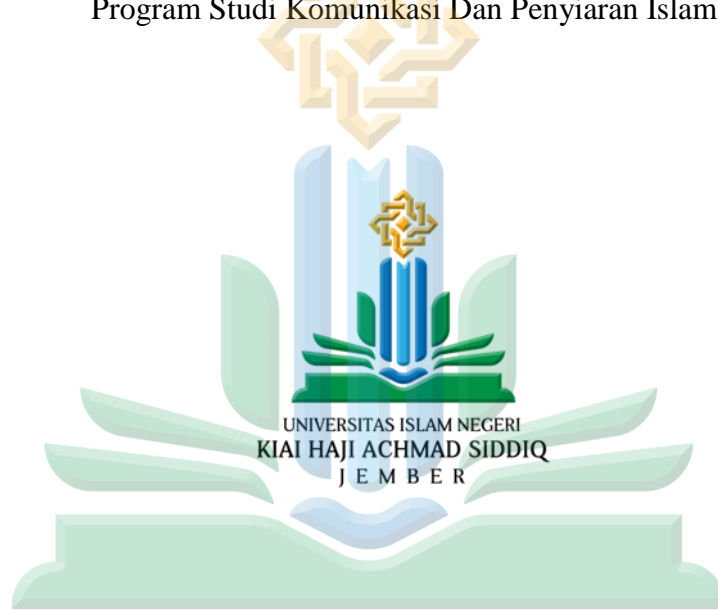 Program Studi Komunikasi Dan Penyiaran Islam
UNIVERSITAS ISLAM NEGERI
KIAI HAJI ACHMAD SIDDIQ
J E M B E R